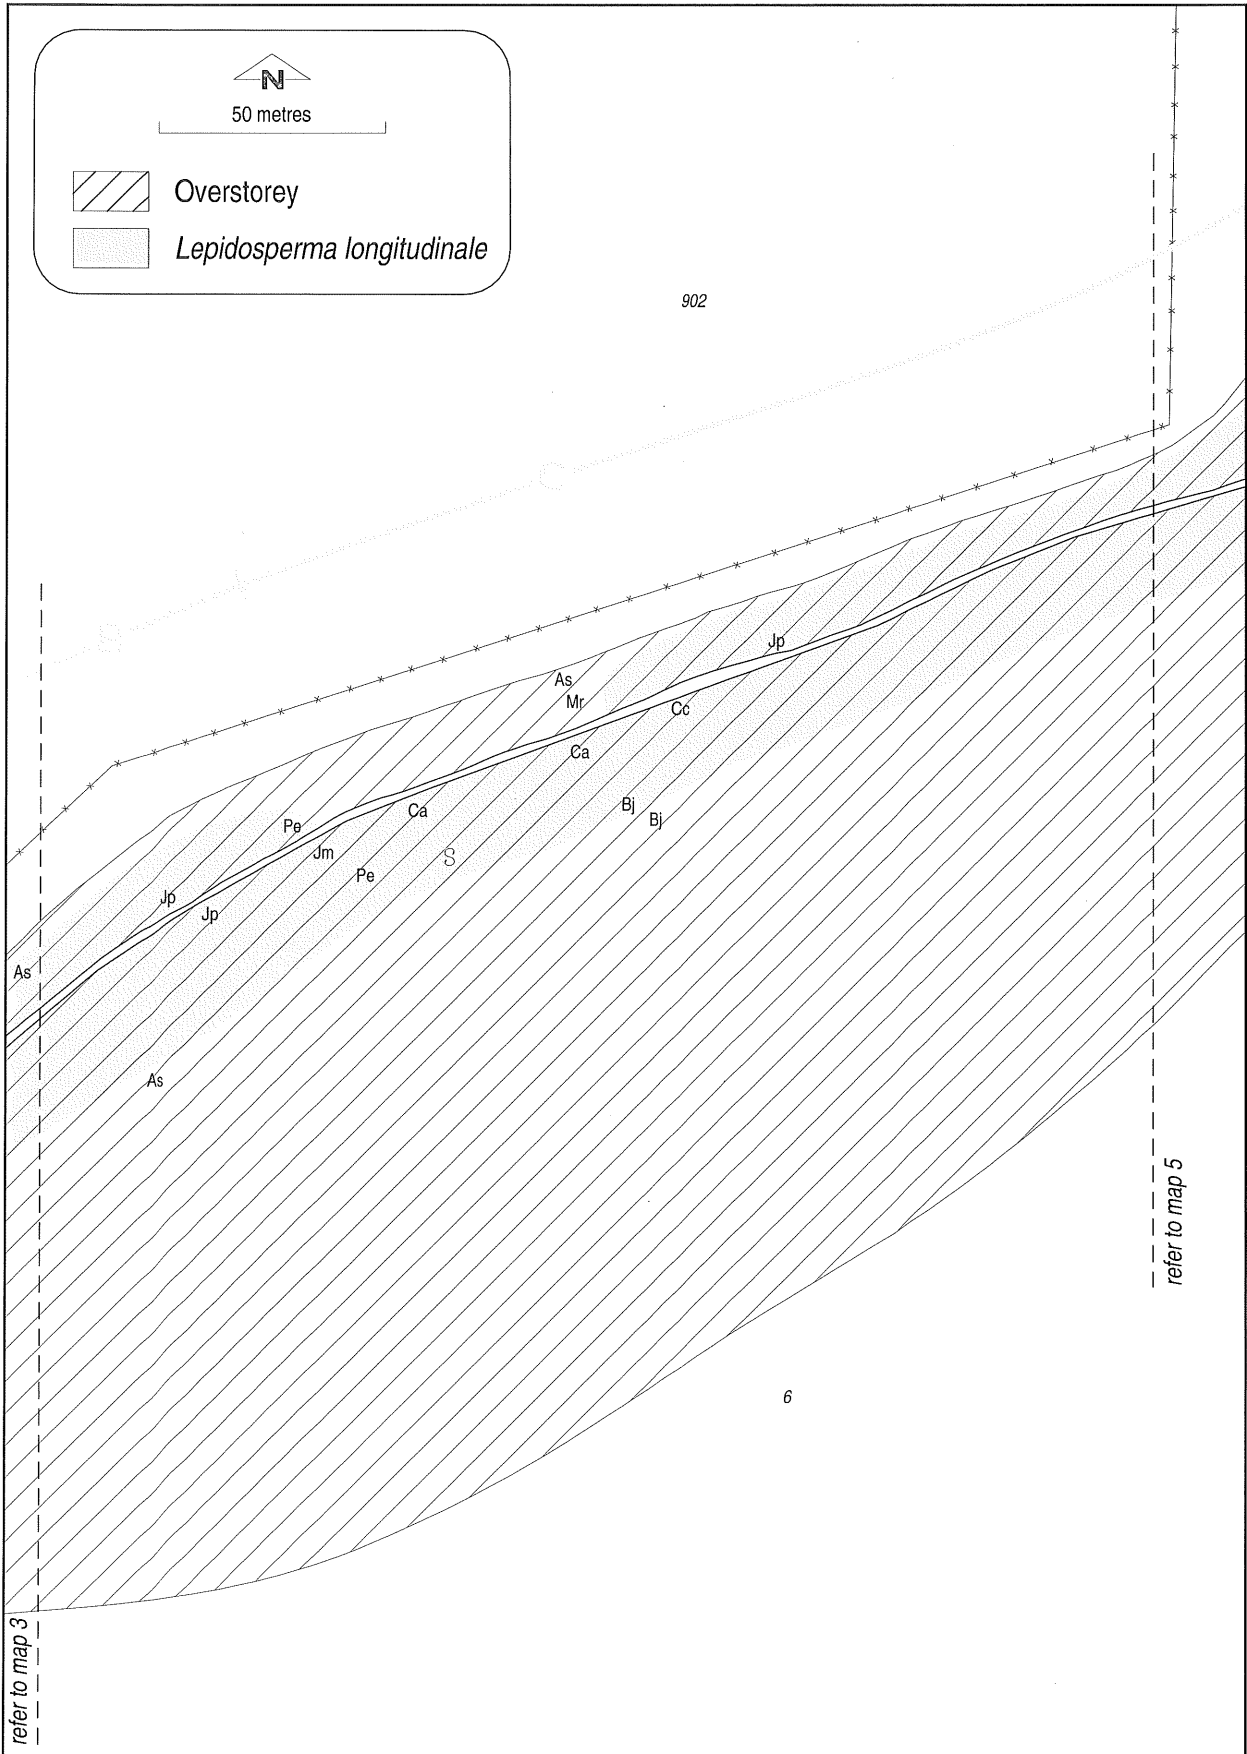 N
50 metres
Overstorey
Lepidosperma longitudinale
902
B
L
O
C
Jp
As
Mr
Cc
Ca
Bj
Bj
Ca
Pe
Jm
Pe
S
Jp
Jp
As
As
refer to map 5
6
refer to map 3